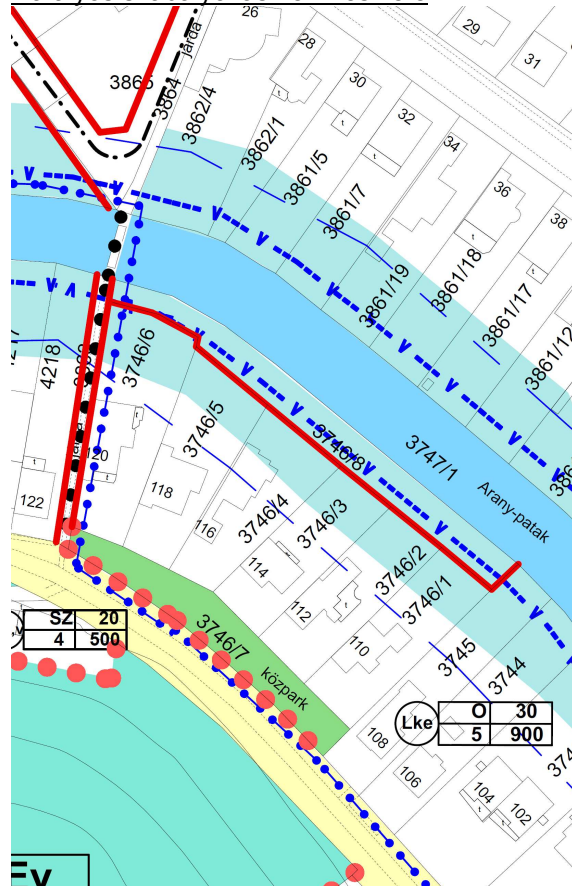 26
28
29
30
31
32
34
36
38
járda
3865
3864
3862/4
3862/1
3861/5
3861/7
3861/19
3861/18
3861/17
3861/12
t
t
t
V
V
V
V
V
V
V
V
V
V
V
V
V
V
4218
3746/6
3746/5
3746/8
3747/1
Arany-patak
3746/4
3746/3
3746/2
3746/1
3745
3744
t
t
120
122
118
116
114
112
110
108
106
104
102
t
t
3746/7
közpark
SZ 20
4 500
Lke
O 30
5 900